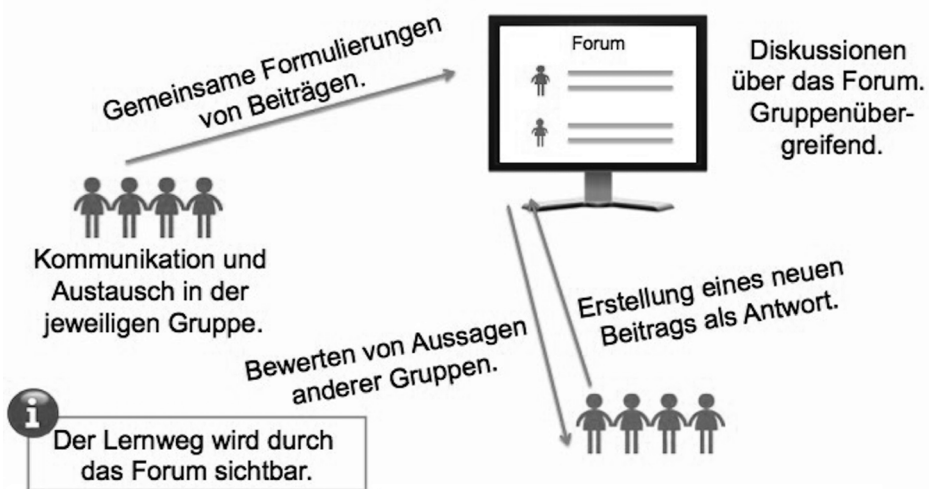 Gemeinsame Formulierungen
von Beiträgen.
Forum
Diskussionen
über das Forum.
Gruppenüber-
greifend.
Kommunikation und
Austausch in der
jeweiligen Gruppe.
Bewerten von Aussagen
anderer Gruppen.
Erstellung eines neuen
Beitrags als Antwort.
i
Der Lernweg wird durch
das Forum sichtbar.